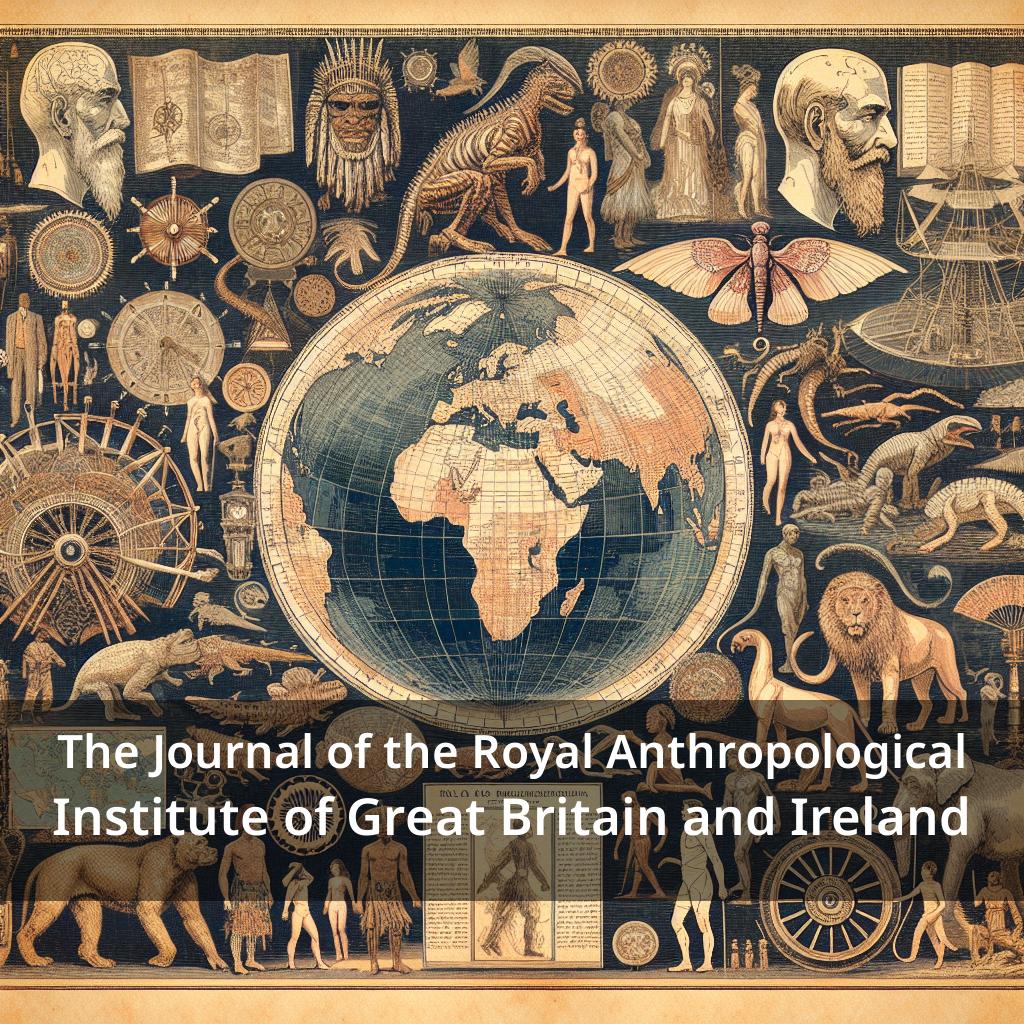 The Journal of the Royal Anthropological
Institute of Great Britain and Ireland